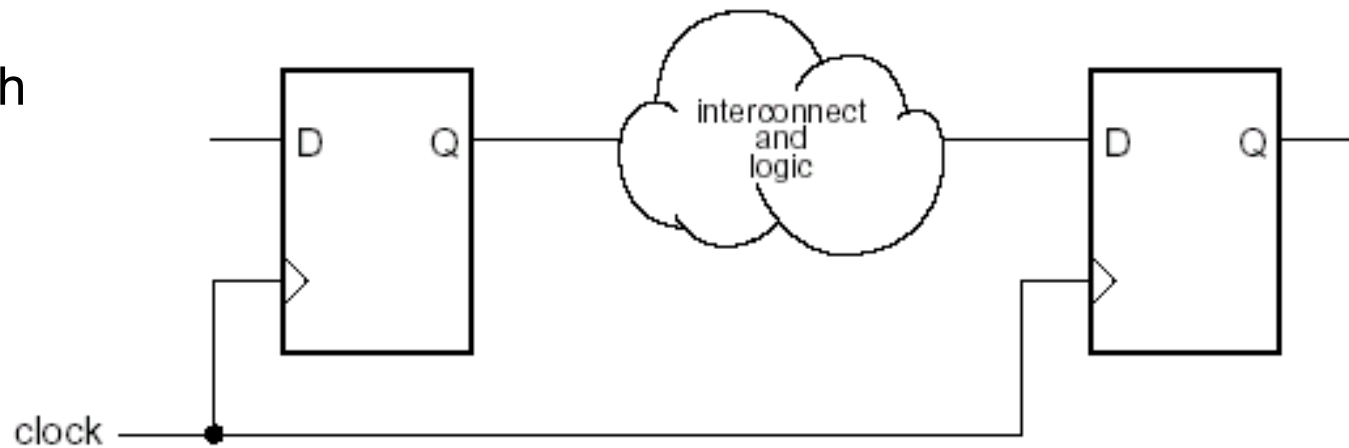 h
interconnect
and
logic
D Q
D Q
clock